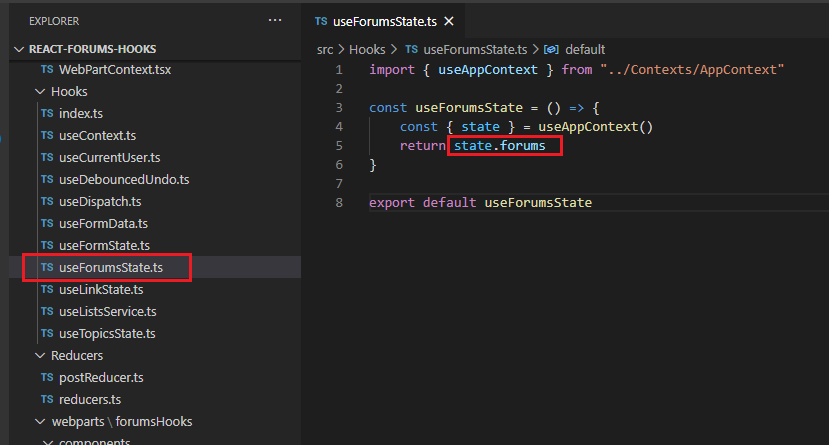 EXPLORER ···
REACT-FORUMS-HOOKS
TS WebPartContext.tsx
Hooks
TS index.ts
TS useContext.ts
TS useCurrentUser.ts
TS useDebouncedUndo.ts
TS useDispatch.ts
TS useFormData.ts
TS useFormState.ts
TS useForumsState.ts
TS useLinkState.ts
TS useListsService.ts
TS useTopicsState.ts
Reducers
TS postReducer.ts
TS reducers.ts
webparts \ forumsHooks
components
TS useForumsState.ts ×
src > Hooks > TS useForumsState.ts > default
1 import { useAppContext } from "../Contexts/AppContext"
2
3 const useForumsState = () => {
4 const { state } = useAppContext()
5 return state.forums
6 }
7
8 export default useForumsState